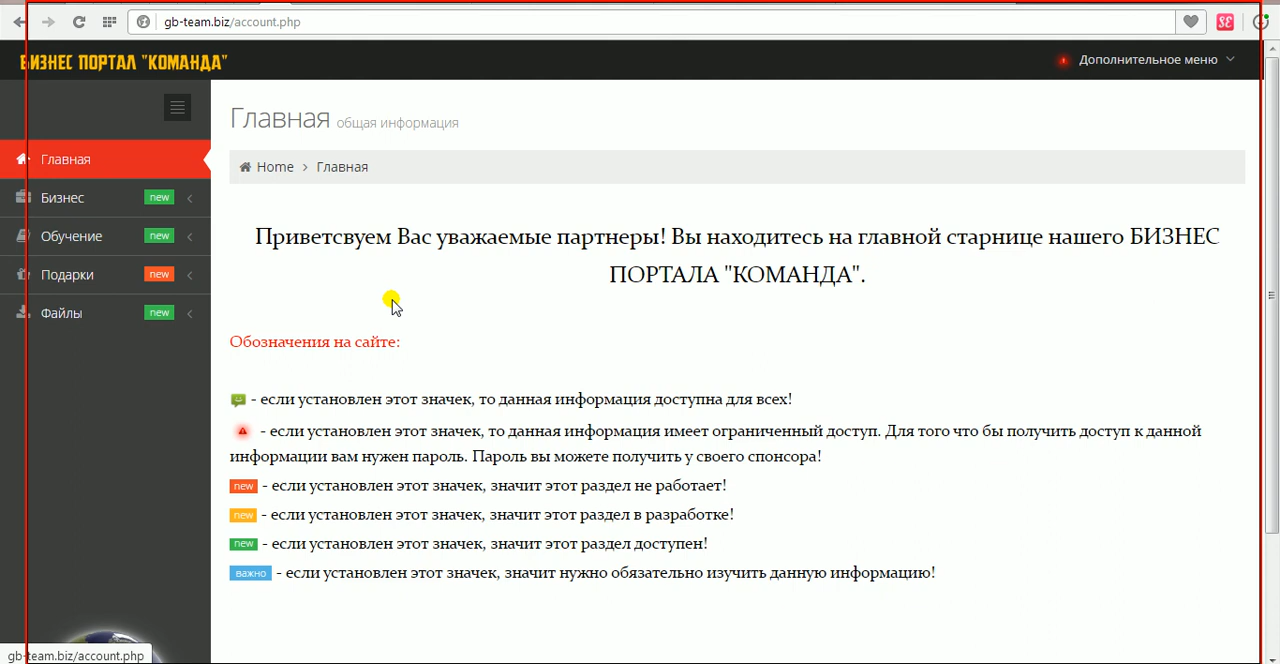 gb-team.biz/account.php
БИЗНЕС ПОРТАЛ "КОМАНДА"
Дополнительное меню
Главная
Бизнес new
Обучение new
Подарки new
Файлы new
Главная общая информация
Home > Главная
Приветсвуем Вас уважаемые партнеры! Вы находитесь на главной старнице нашего БИЗНЕС
ПОРТАЛА "КОМАНДА".
Обозначения на сайте:
- если установлен этот значек, то данная информация доступна для всех!
- если установлен этот значек, то данная информация имеет ограниченный доступ. Для того что бы получить доступ к данной
информации вам нужен пароль. Пароль вы можете получить у своего спонсора!
new - если установлен этот значек, значит этот раздел не работает!
new - если установлен этот значек, значит этот раздел в разработке!
new - если установлен этот значек, значит этот раздел доступен!
важно - если установлен этот значек, значит нужно обязательно изучить данную информацию!
gb-team.biz/account.php